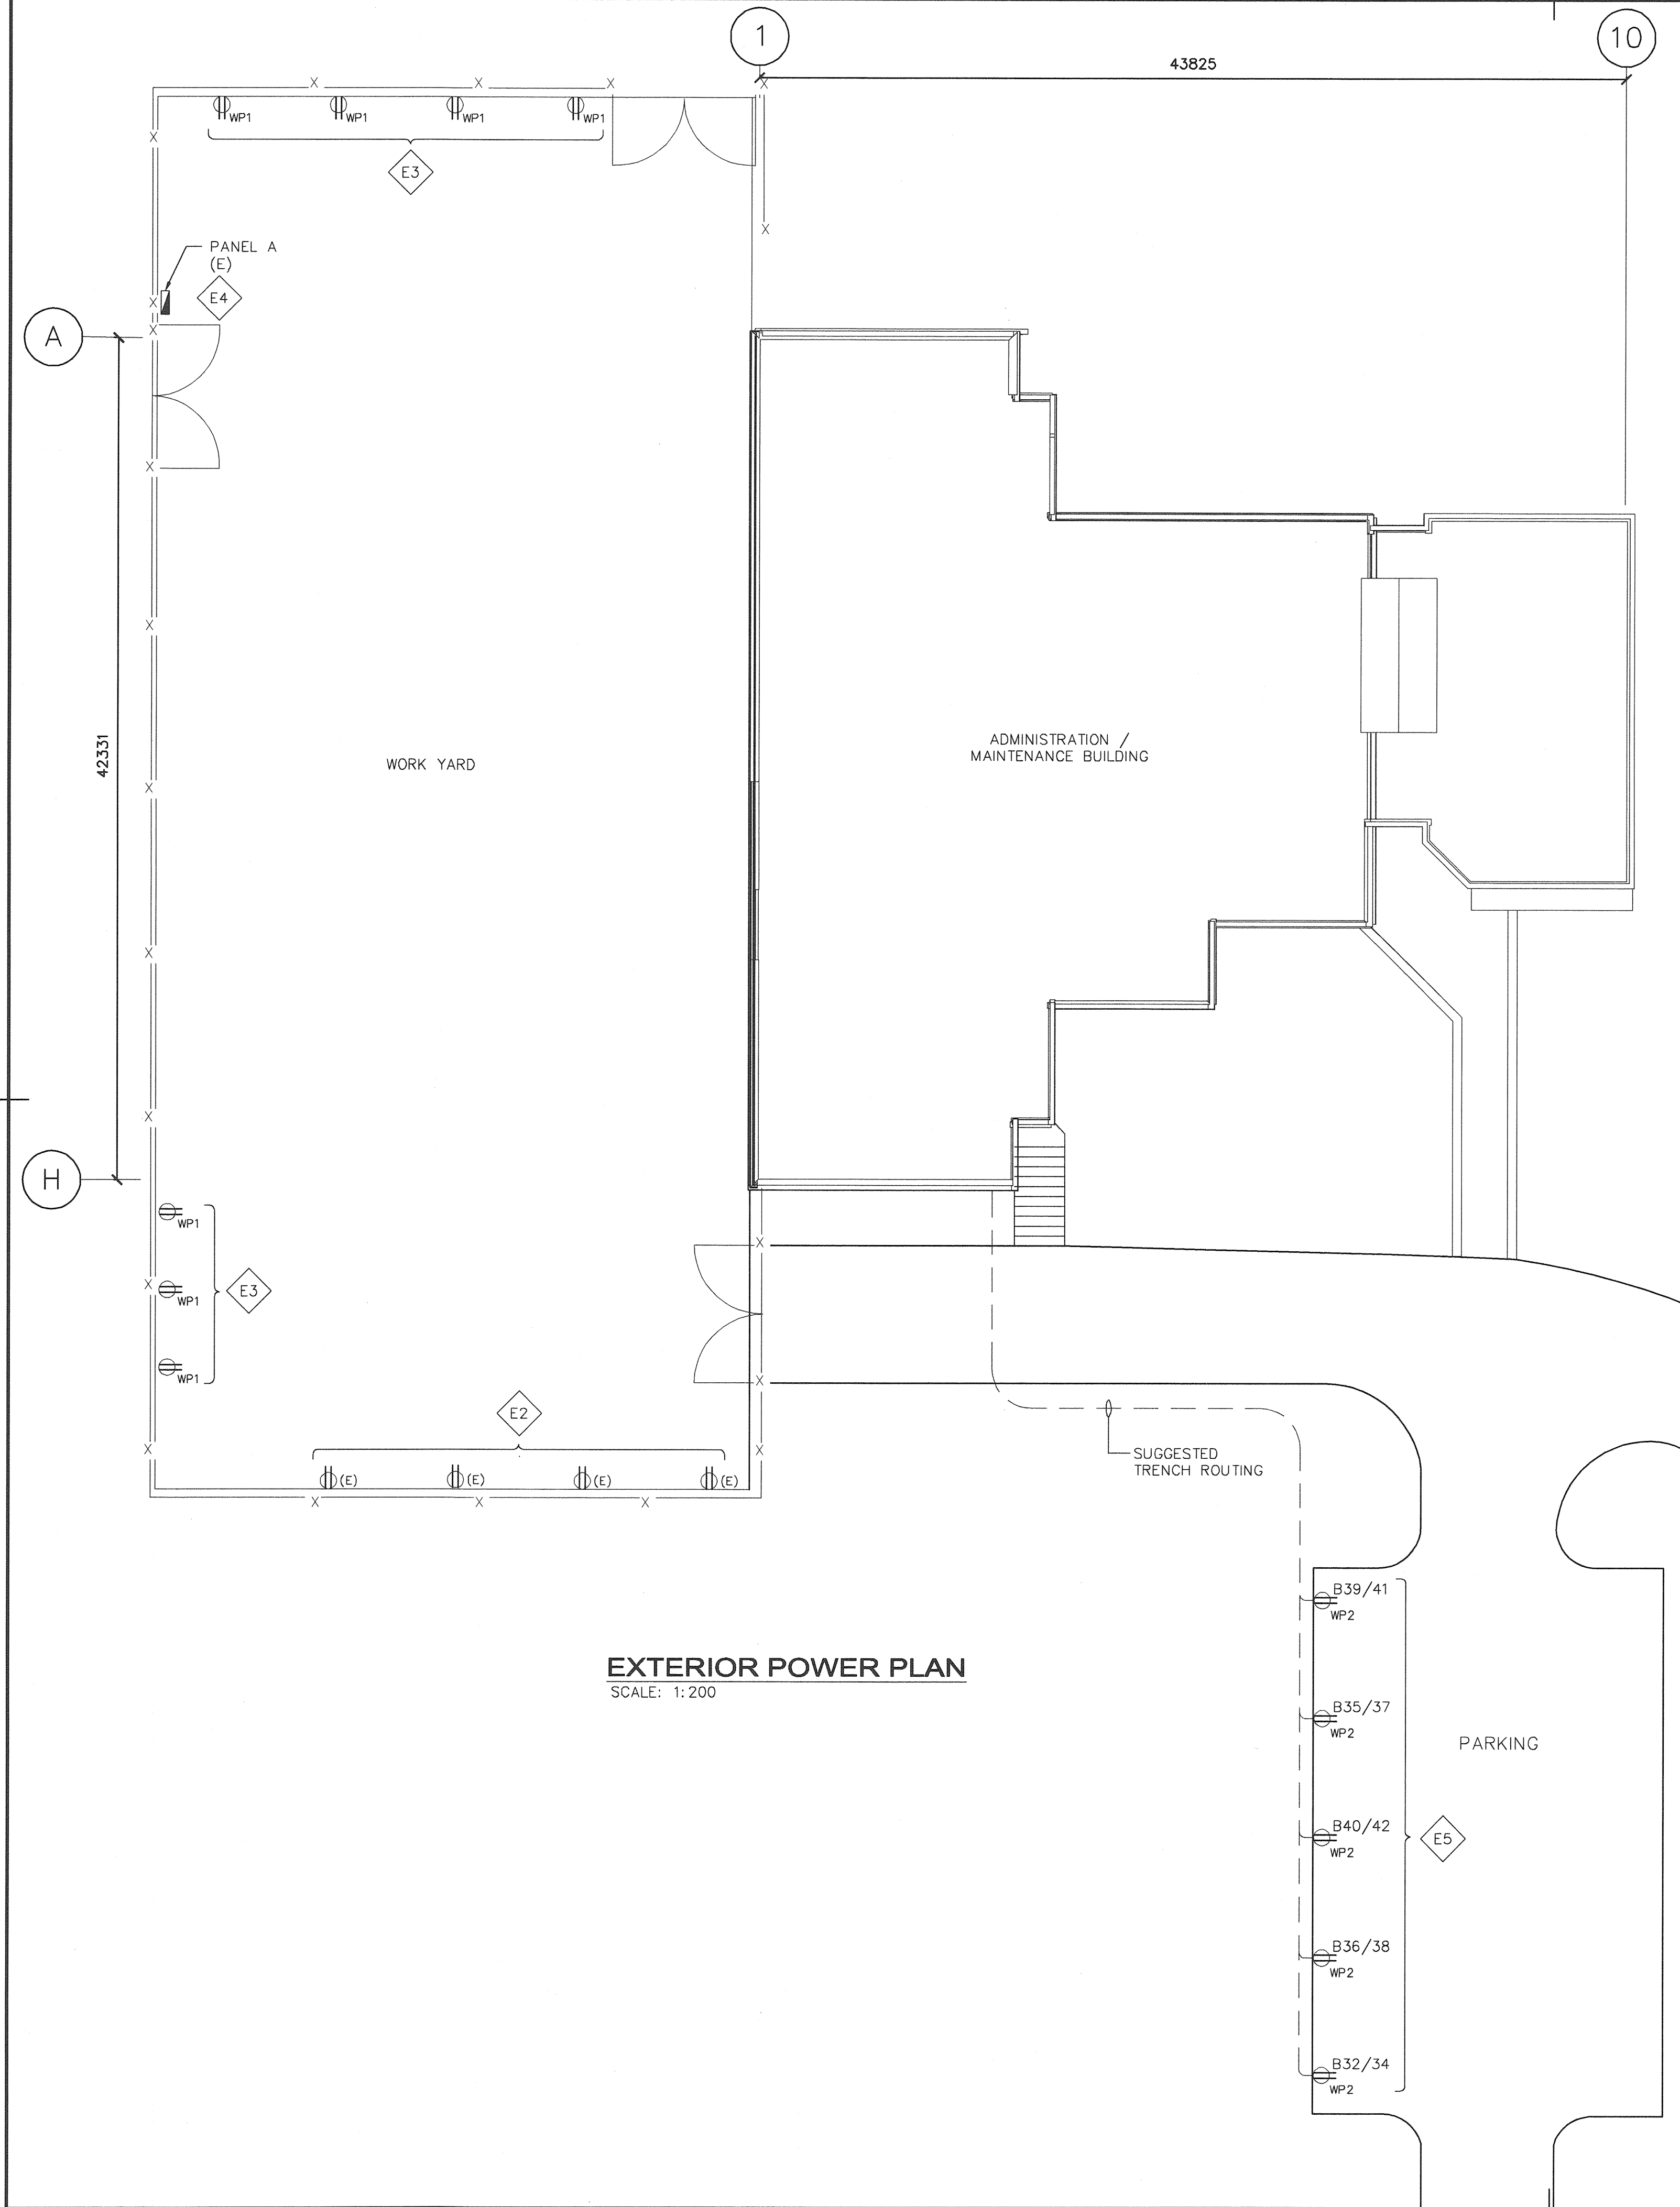 1
10
43825
WP1
WP1
WP1
WP1
E3
PANEL A
(E)
E4
A
42331
WORK YARD
ADMINISTRATION /
MAINTENANCE BUILDING
H
WP1
WP1
WP1
E3
E2
(E)
(E)
(E)
(E)
SUGGESTED
TRENCH ROUTING
EXTERIOR POWER PLAN
SCALE: 1:200
B39/41
WP2
B35/37
WP2
PARKING
B40/42
WP2
E5
B36/38
WP2
B32/34
WP2